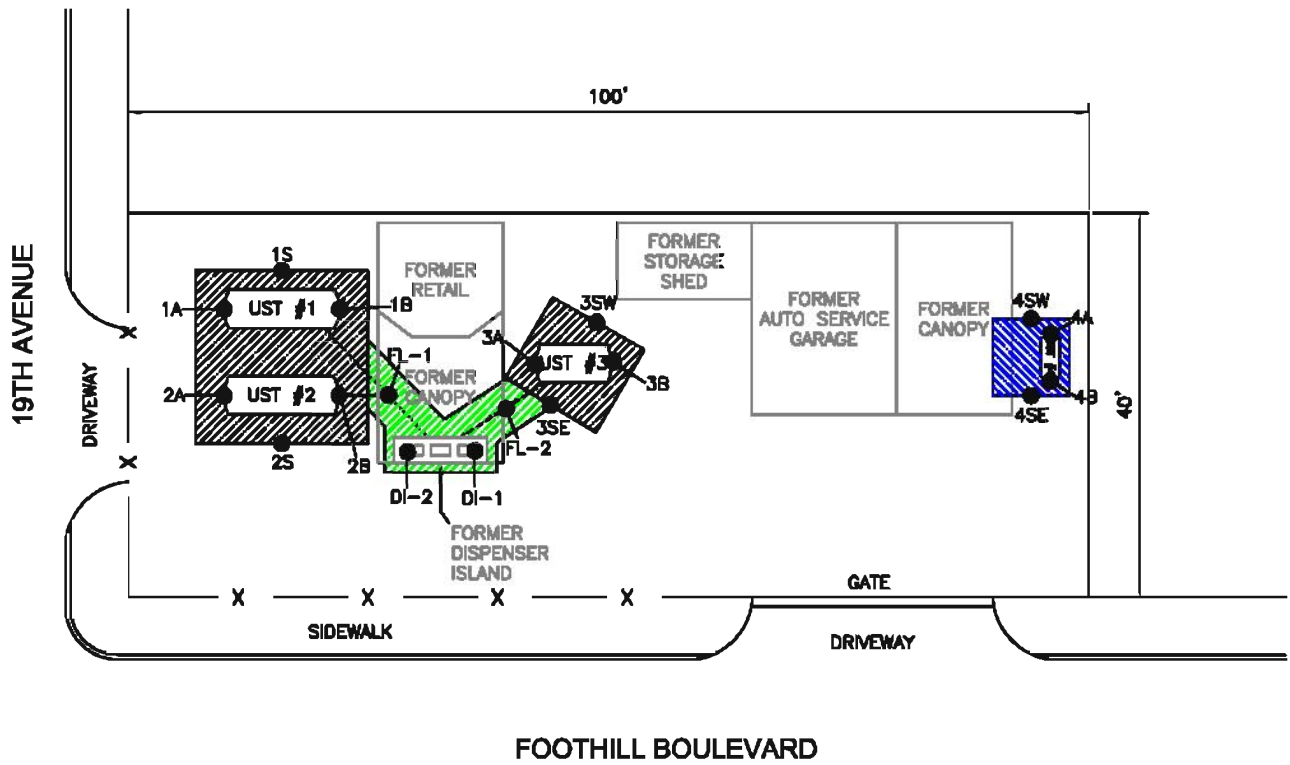 100'
19TH AVENUE
DRIVEWAY
1S
1A
UST #1
1B
2A
UST #2
2B
2S
FORMER
RETAIL
FL-1
FORMER
CANOPY
3SW
3A
UST #3
3B
3SE
FL-2
DI-2
DI-1
FORMER
DISPENSER
ISLAND
FORMER
STORAGE
SHED
FORMER
AUTO SERVICE
GARAGE
FORMER
CANOPY
4SW
4A
4B
4SE
40'
X
X
X
X
X
X
GATE
SIDEWALK
DRIVEWAY
FOOTHILL BOULEVARD